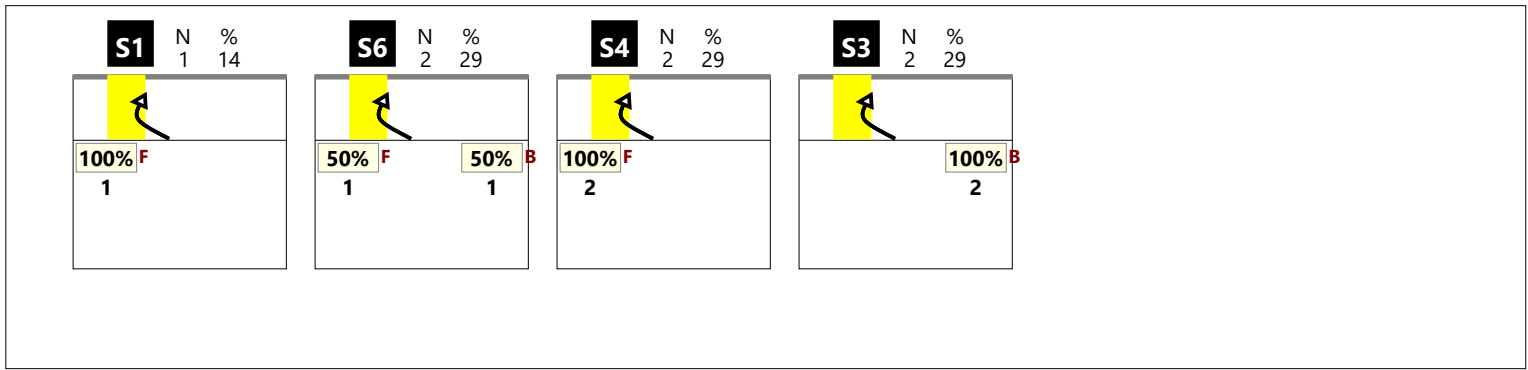 S1 N % S6 N % S4 N % S3 N %
1 14 2 29 2 29 2 29
100% F 50% F 50% B 100% F 100% B
1 1 1 2 2